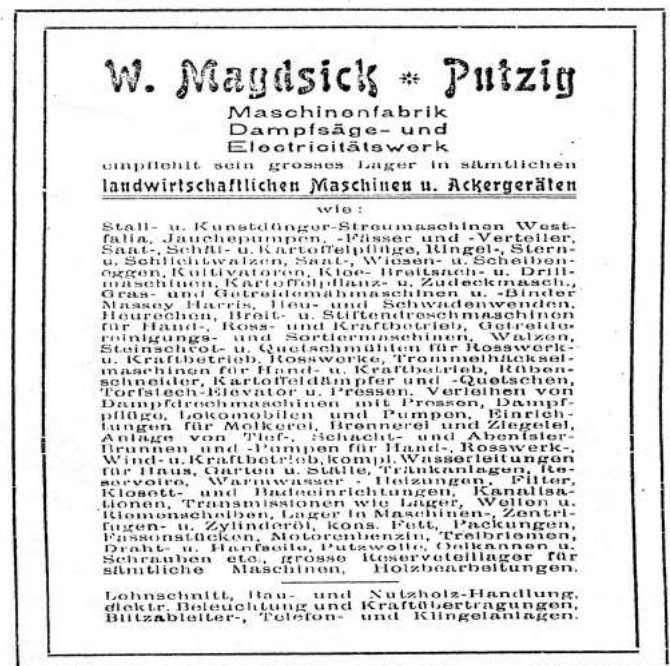 W. Maydsick * Putzig
Maschinenfabrik
Dampfsäge- und
Electricitätswerk
empfiehlt sein grosses Lager in sämtlichen
landwirtschaftlichen Maschinen u. Ackergeräten
wie:
Stall- u. Kunstdünger-Streumaschinen West-
falia, Jauchepumpen, -Fässer und -Verteiler,
Saat-, Schäl- u. Kartoffelpflüge, Ringel-, Stern-
u. Schlichtwalzen, Saat-, Wiesen- u. Scheiben-
eggen, Kultivatoren, Klee- Breitsach- u. Drill-
maschinen, Kartoffelpflanz- u. Zudeckmasch.,
Gras- und Getreidemähmaschinen u. -Binder
Massey Harris, Heu- und Schwadenwenden,
Heurechen, Breit- u. Stiftendreschmaschinen
für Hand-, Ross- und Kraftbetrieb, Getreide-
reinigungs- und Sortiermaschinen, Walzen,
Steinschrot- u. Quetschmühlen für Rosswerk-
u. Kraftbetrieb, Rosswerke, Trommelhäcksel-
maschinen für Hand- u. Kraftbetrieb, Rüben-
schneider, Kartoffeldämpfer und -Quetschen,
Torfstech-Elevator u. Pressen. Verleihen von
Dampfdrechmaschinen mit Pressen, Dampf-
pflüge, Lokomobilen und Pumpen, Einrich-
tungen für Molkerei, Brennerei und Ziegelei,
Anlage von Tief-, Schacht- und
Brunnen und -Pumpen für Hand-, Rosswerk-,
Wind- u. Kraftbetrieb, kompl. Wasserleitungen
für Haus, Garten u. Ställe, Tränkanlagen, Re-
servoire, Warmwasser - Heizungen, Filter,
Klosett- und Badeeinrichtungen, Kanalisa-
tionen, Transmissionen wie Lager, Wellen u.
Riemenscheiben, Lager in Maschinen-, Zentri-
fugen- u. Zylinderöl, kons. Fett, Packungen,
Fassonstücken, Motorenbenzin, Treibriemen,
Draht- u. Hanfseile, Putzwolle, Oelkannen u.
Schrauben etc., grosse Reserveteillager für
sämtliche Maschinen, Holzbearbeitungen.
Lohnschnitt, Bau- und Nutzholz-Handlung,
elektr. Beleuchtung und Kraftübertragungen,
Blitzableiter-, Telefon- und Klingelanlagen.